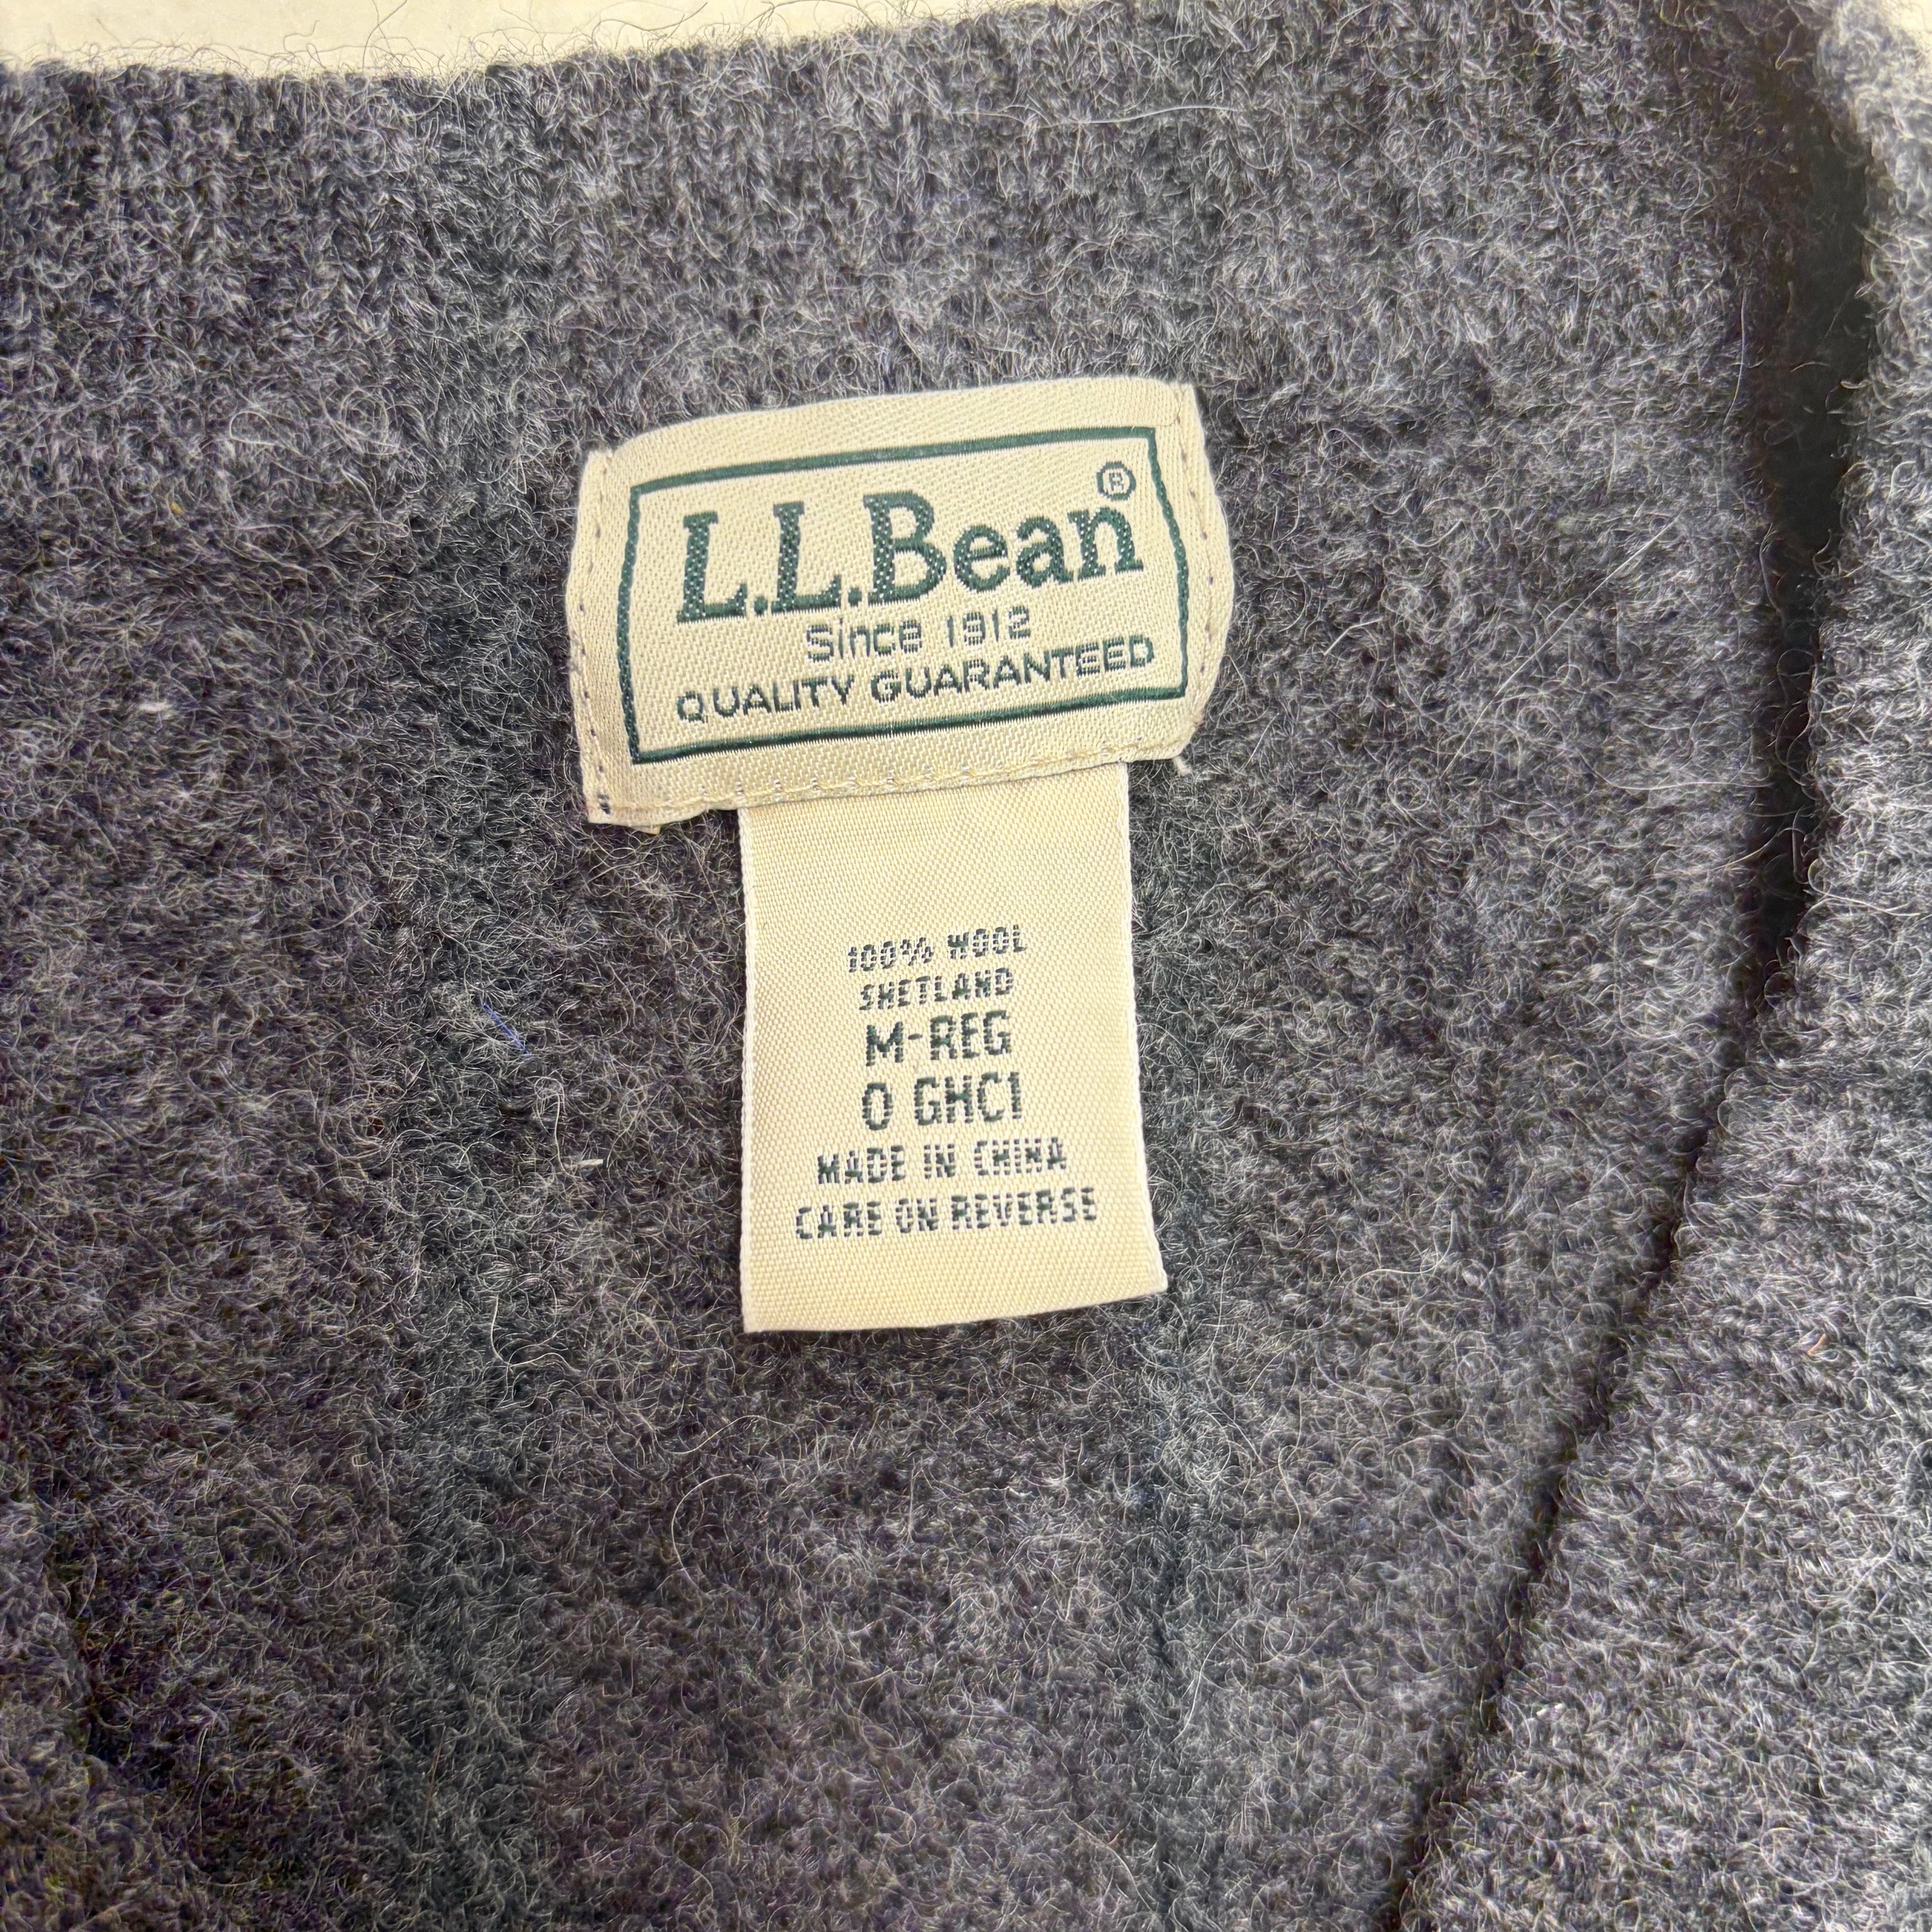 L.L.Bean®
Since 1912
QUALITY GUARANTEED
100% WOOL
SHETLAND
M-REG
0 GHC1
MADE IN CHINA
CARE ON REVERSE